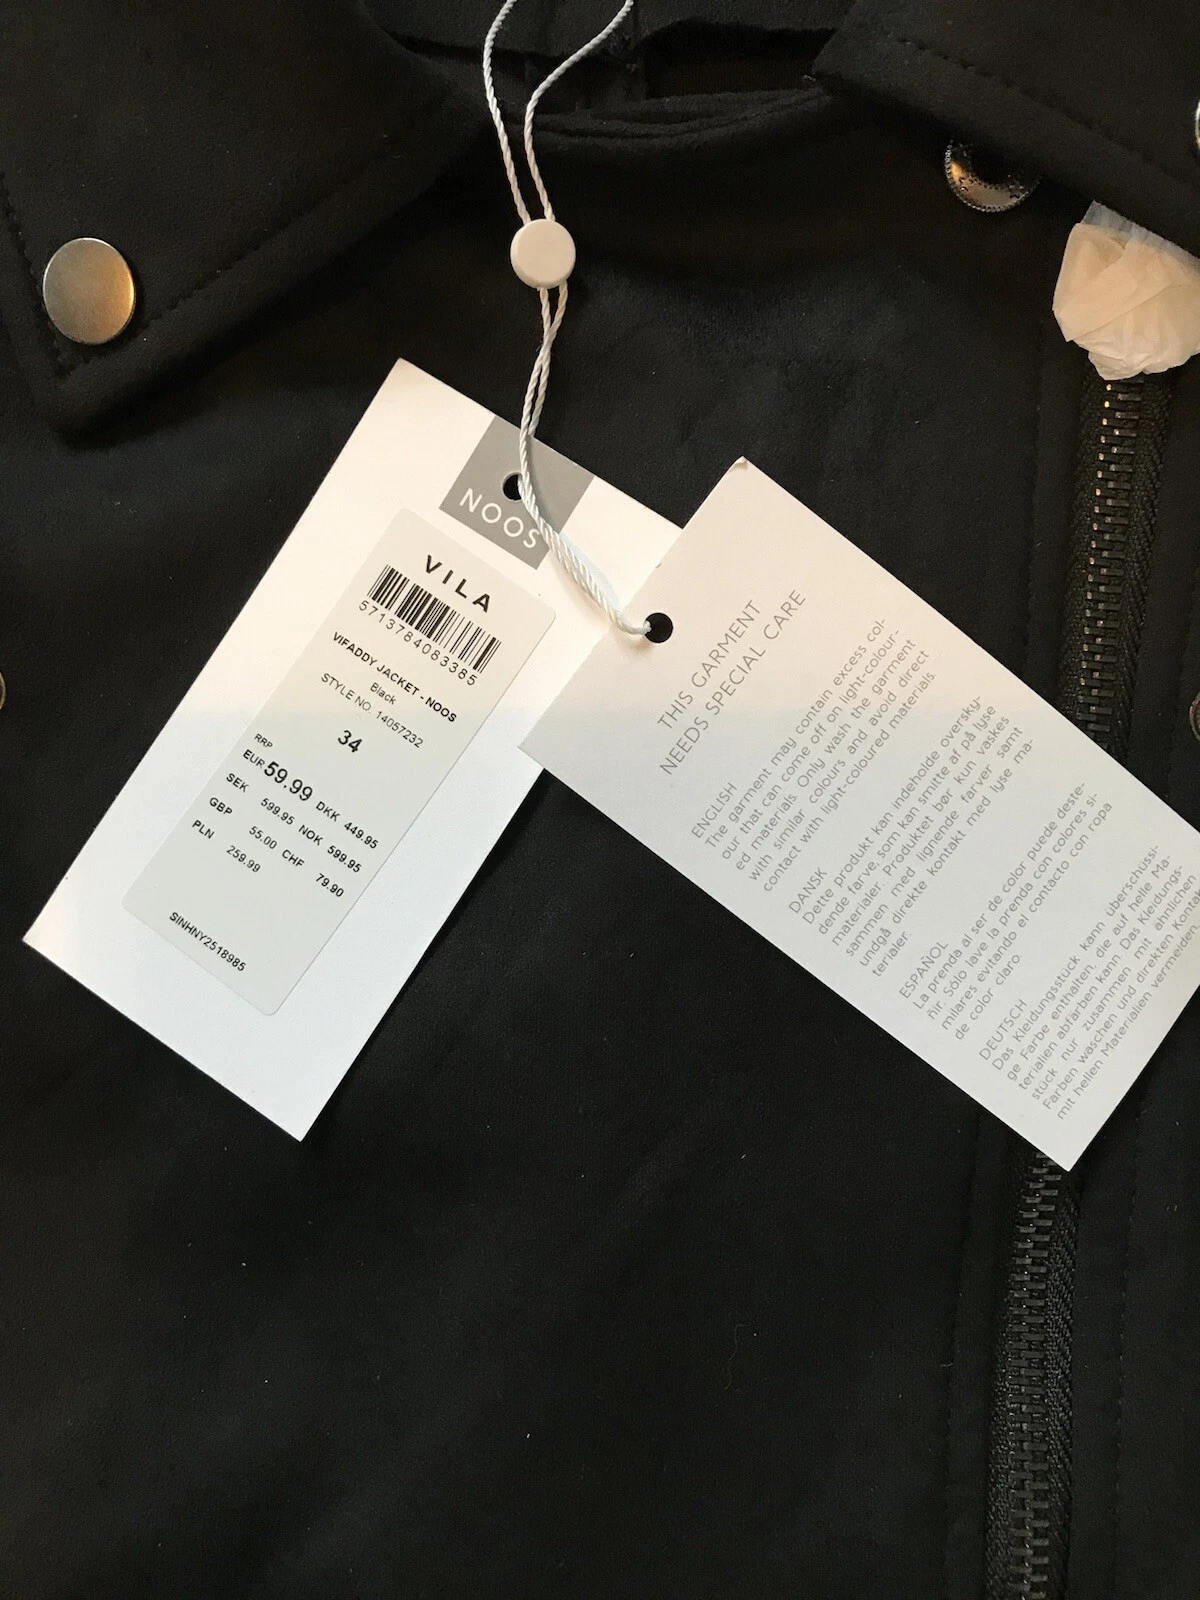 NOOS
VILA
5713784083385
VIFADDY JACKET - NOOS
Black
STYLE NO. 14057232
34
RRP
EUR 59.99 DKK 449.95
SEK 599.95 NOK 599.95
GBP 55.00 CHF 79.90
PLN 259.99
SINHNY2518985
THIS GARMENT
NEEDS SPECIAL CARE
ENGLISH
The garment may contain excess col-
our that can come off on light-colour-
ed materials. Only wash the garment
with similar colours and avoid direct
contact with light-coloured materials.
DANSK
Dette produkt kan indeholde oversky-
dende farve, som kan smitte af på lyse
materialer. Produktet bør kun vaskes
sammen med lignende farver samt
undgå direkte kontakt med lyse ma-
terialer.
ESPAÑOL
La prenda al ser de color puede deste-
ñir. Sólo lave la prenda con colores si-
milares evitando el contacto con ropa
de color claro.
DEUTSCH
Das Kleidungsstück kann überschüssi-
ge Farbe enthalten, die auf helle Ma-
terialien abfärben kann. Das Kleidungs-
stück nur zusammen mit ähnlichen
Farben waschen und direkten Kontakt
mit hellen Materialien vermeiden.